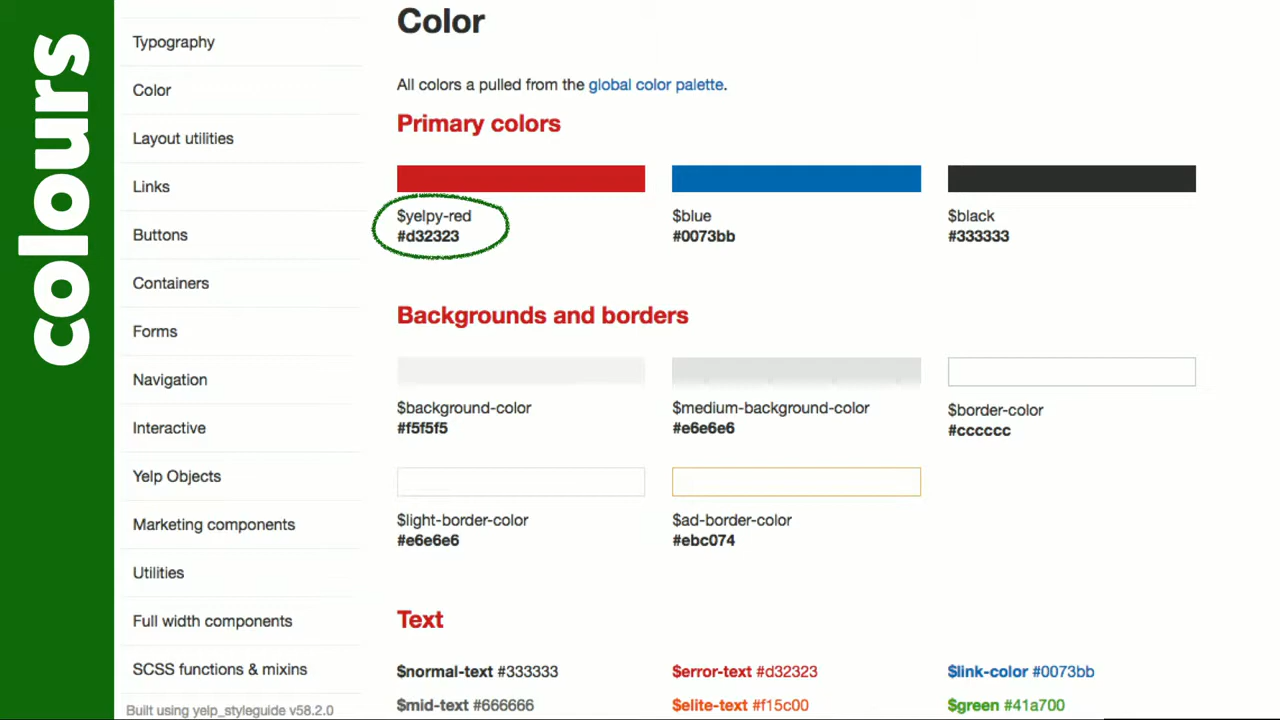 colours
Typography
Color
Layout utilities
Links
Buttons
Containers
Forms
Navigation
Interactive
Yelp Objects
Marketing components
Utilities
Full width components
SCSS functions & mixins
Built using yelp_styleguide v58.2.0
Color
All colors a pulled from the global color palette.
Primary colors
$yelpy-red
#d32323
$blue
#0073bb
$black
#333333
Backgrounds and borders
$background-color
#f5f5f5
$medium-background-color
#e6e6e6
$border-color
#cccccc
$light-border-color
#e6e6e6
$ad-border-color
#ebc074
Text
$normal-text #333333
$error-text #d32323
$link-color #0073bb
$mid-text #666666
$elite-text #f15c00
$green #41a700